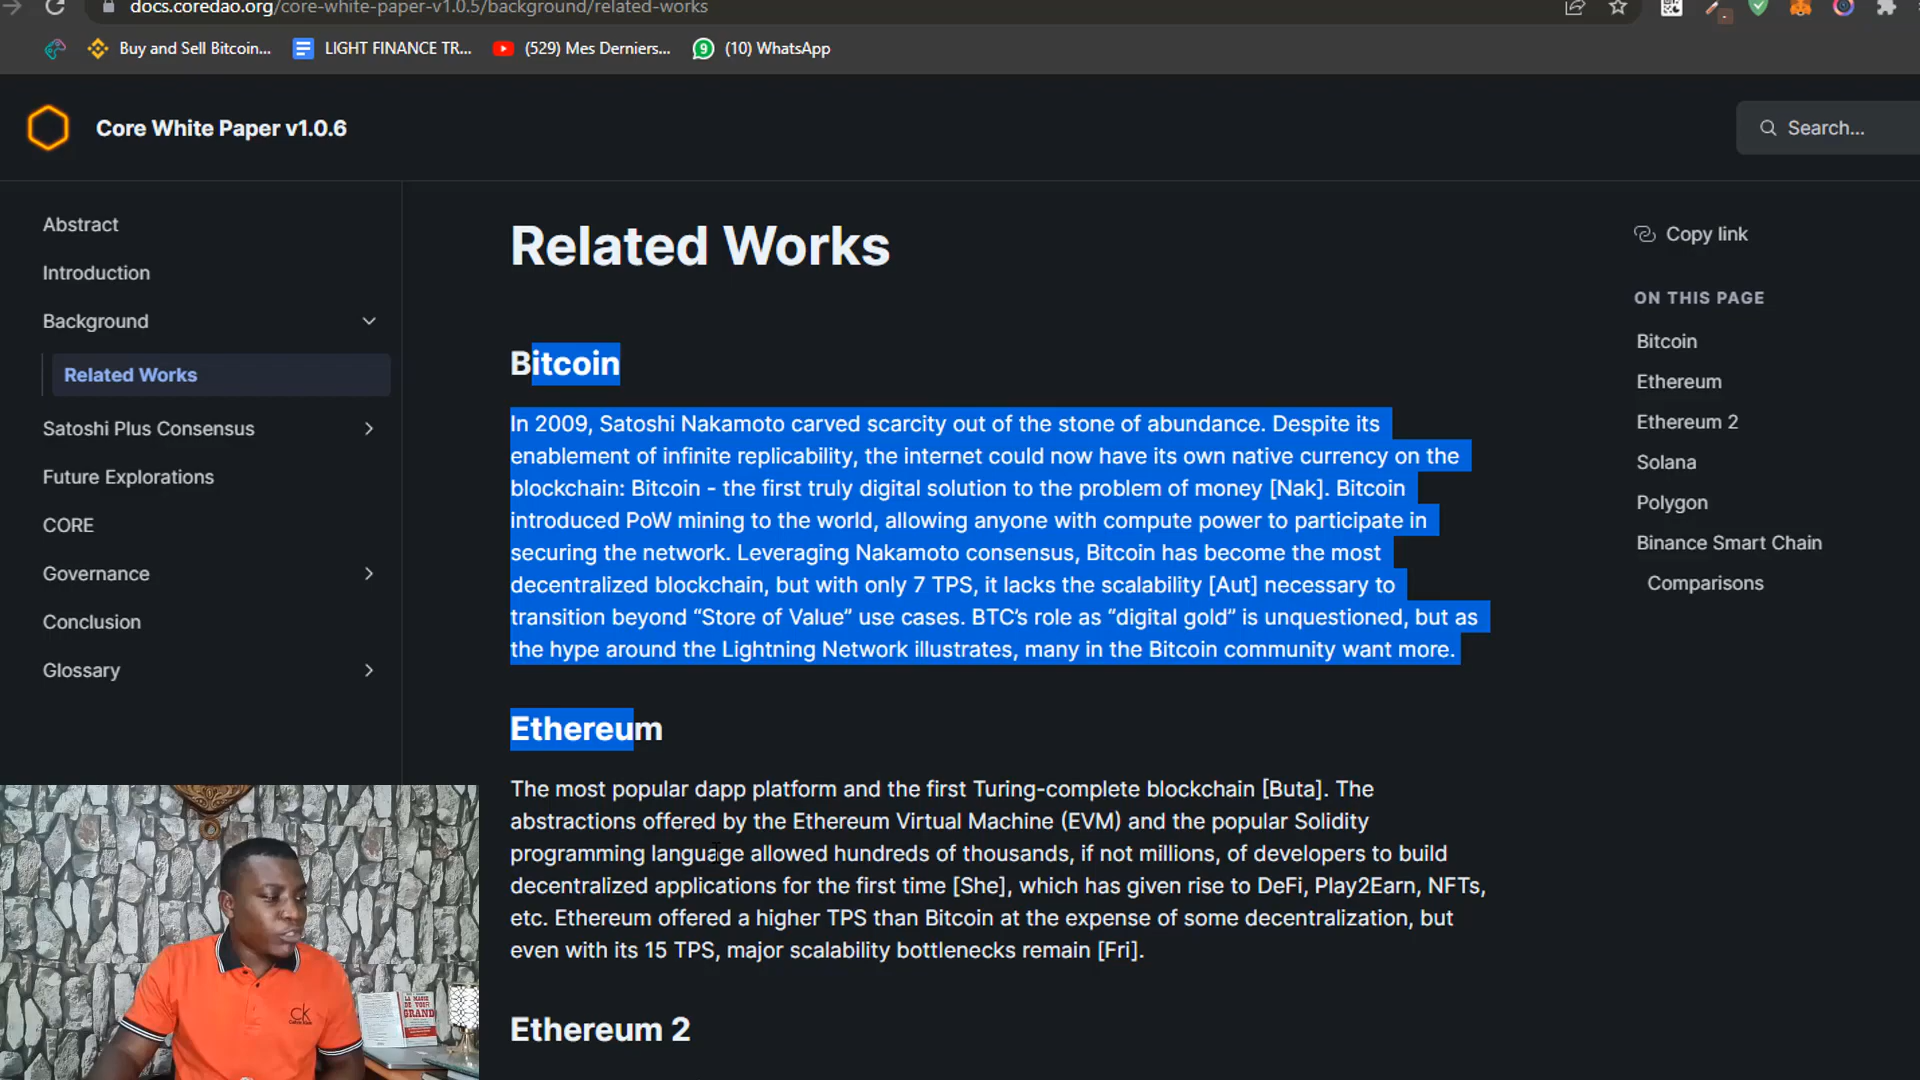 docs.coredao.org/core-white-paper-v1.0.5/background/related-works
Buy and Sell Bitcoin...
LIGHT FINANCE TR...
(529) Mes Derniers...
9
(10) WhatsApp
Core White Paper v1.0.6
Search...
Abstract
Introduction
Background
Related Works
Satoshi Plus Consensus
Future Explorations
CORE
Governance
Conclusion
Glossary
Related Works
Bitcoin
In 2009, Satoshi Nakamoto carved scarcity out of the stone of abundance. Despite its
enablement of infinite replicability, the internet could now have its own native currency on the
blockchain: Bitcoin - the first truly digital solution to the problem of money [Nak]. Bitcoin
introduced PoW mining to the world, allowing anyone with compute power to participate in
securing the network. Leveraging Nakamoto consensus, Bitcoin has become the most
decentralized blockchain, but with only 7 TPS, it lacks the scalability [Aut] necessary to
transition beyond “Store of Value” use cases. BTC’s role as “digital gold” is unquestioned, but as
the hype around the Lightning Network illustrates, many in the Bitcoin community want more.
Ethereum
The most popular dapp platform and the first Turing-complete blockchain [Buta]. The
abstractions offered by the Ethereum Virtual Machine (EVM) and the popular Solidity
programming language allowed hundreds of thousands, if not millions, of developers to build
decentralized applications for the first time [She], which has given rise to DeFi, Play2Earn, NFTs,
etc. Ethereum offered a higher TPS than Bitcoin at the expense of some decentralization, but
even with its 15 TPS, major scalability bottlenecks remain [Fri].
Ethereum 2
Copy link
ON THIS PAGE
Bitcoin
Ethereum
Ethereum 2
Solana
Polygon
Binance Smart Chain
Comparisons
ck
LA MAGIE
DE VOIR
GRAND